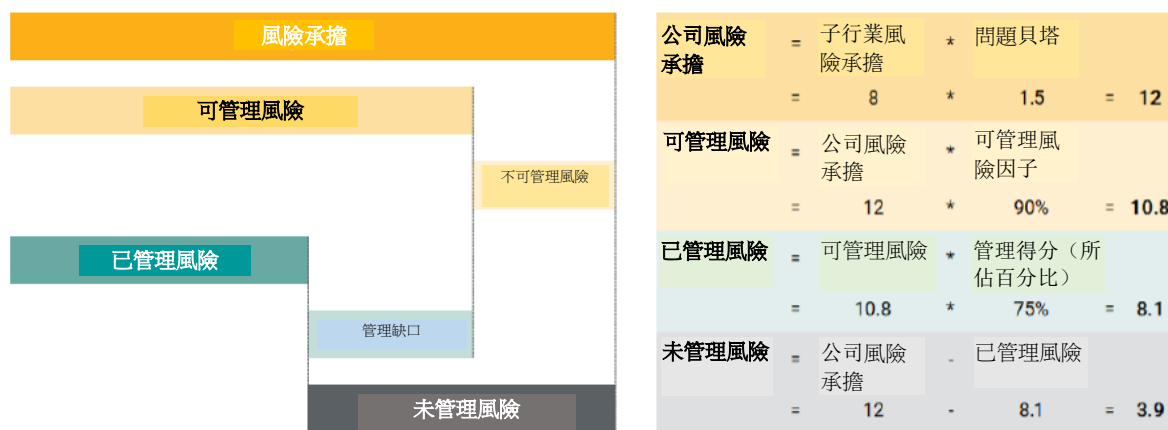 風險承擔
可管理風險
不可管理風險
已管理風險
管理缺口
未管理風險
公司風險
承擔
=
子行業風
險承擔
*
問題貝塔
= 8 * 1.5 = 12
可管理風險
=
公司風險
承擔
*
可管理風
險因子
= 12 * 90% = 10.8
已管理風險
=
可管理風險
*
管理得分（所
佔百分比）
= 10.8 * 75% = 8.1
未管理風險
=
公司風險
承擔
-
已管理風險
= 12 - 8.1 = 3.9